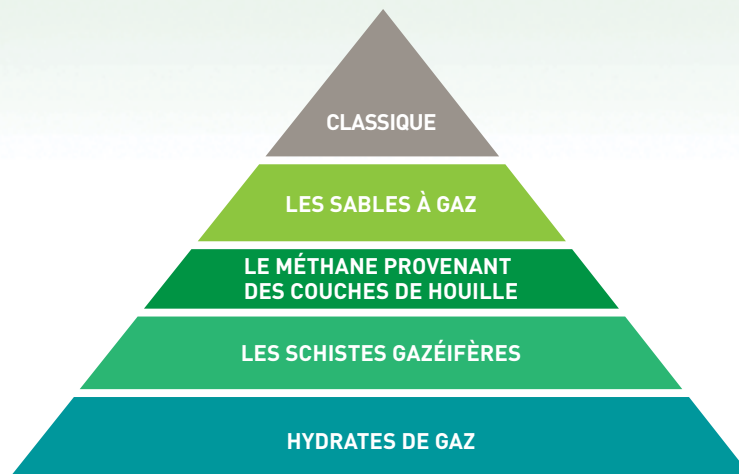 CLASSIQUE
LES SABLES À GAZ
LE MÉTHANE PROVENANT
DES COUCHES DE HOUILLE
LES SCHISTES GAZÉIFÈRES
HYDRATES DE GAZ